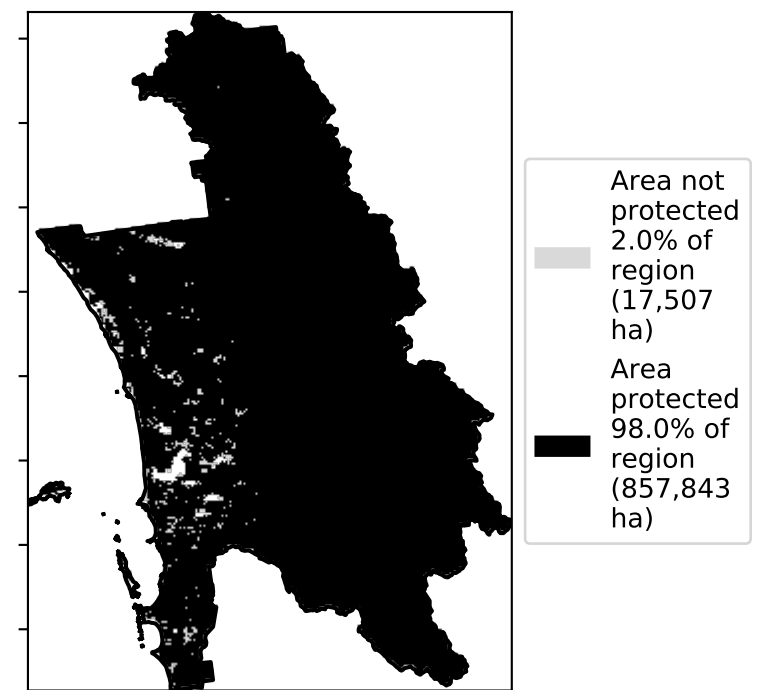 Area not
protected
2.0% of
region
(17,507
ha)
Area
protected
98.0% of
region
(857,843
ha)